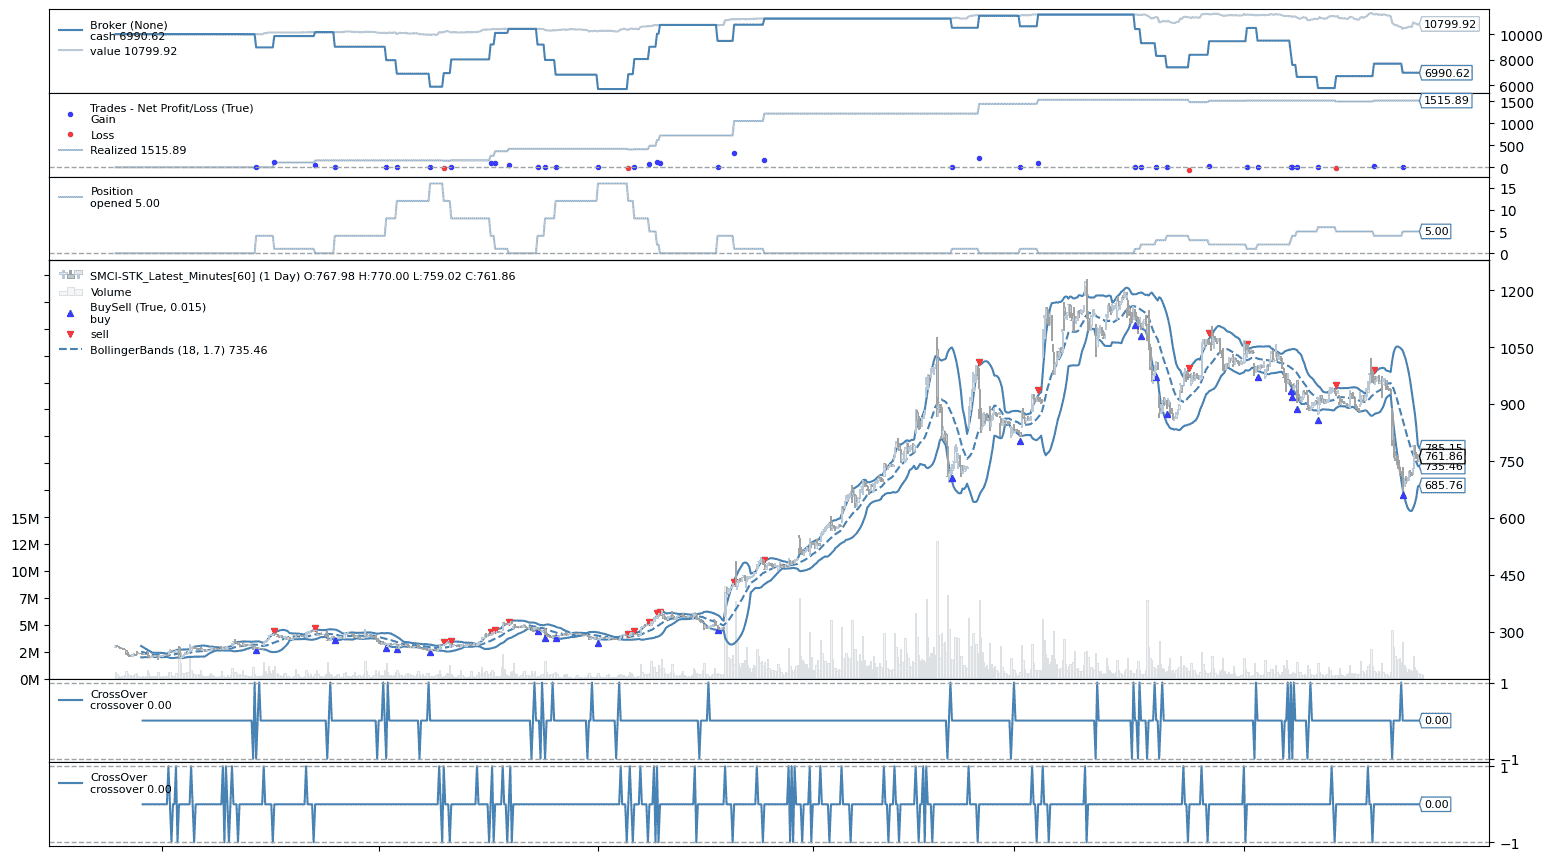 Broker (None)
cash 6990.62
value 10799.92
10799.92
6990.62
10000
8000
6000
Trades - Net Profit/Loss (True)
Gain
Loss
Realized 1515.89
1515.89
1500
1000
500
0
Position
opened 5.00
5.00
15
10
5
0
SMCI-STK_Latest_Minutes[60] (1 Day) O:767.98 H:770.00 L:759.02 C:761.86
Volume
BuySell (True, 0.015)
buy
sell
BollingerBands (18, 1.7) 735.46
1200
1050
900
750
600
450
300
785.15
761.86
735.46
685.76
15M
12M
10M
7M
5M
2M
0M
CrossOver
crossover 0.00
0.00
1
−1
CrossOver
crossover 0.00
0.00
1
−1